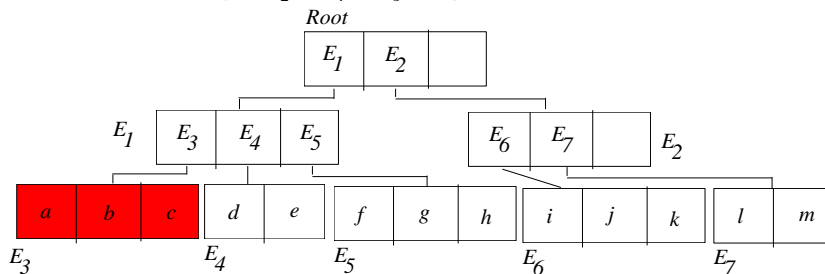 Root
E1 E2
E1 E3 E4 E5 E6 E7 E2
a b c d e f g h i j k l m
E3 E4 E5 E6 E7